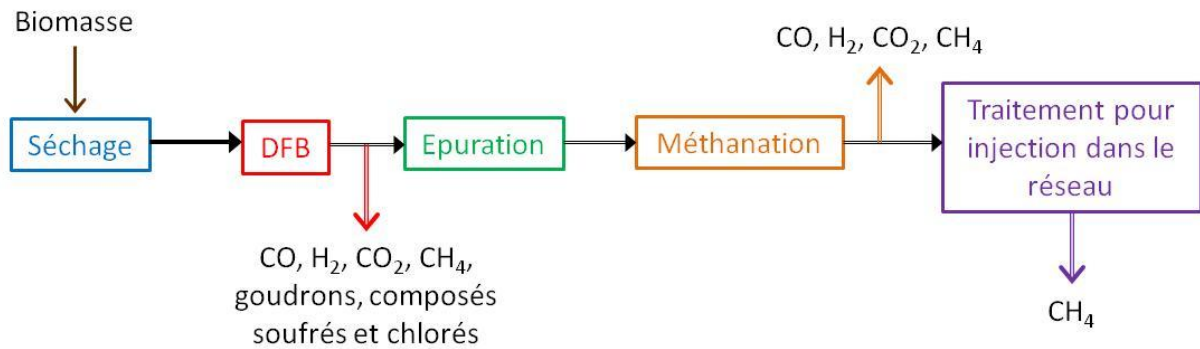 Biomasse
CO, H₂, CO₂, CH₄
Séchage
DFB
Epuration
Méthanation
Traitement pour
injection dans le
réseau
CO, H₂, CO₂, CH₄,
goudrons, composés
soufrés et chlorés
CH₄